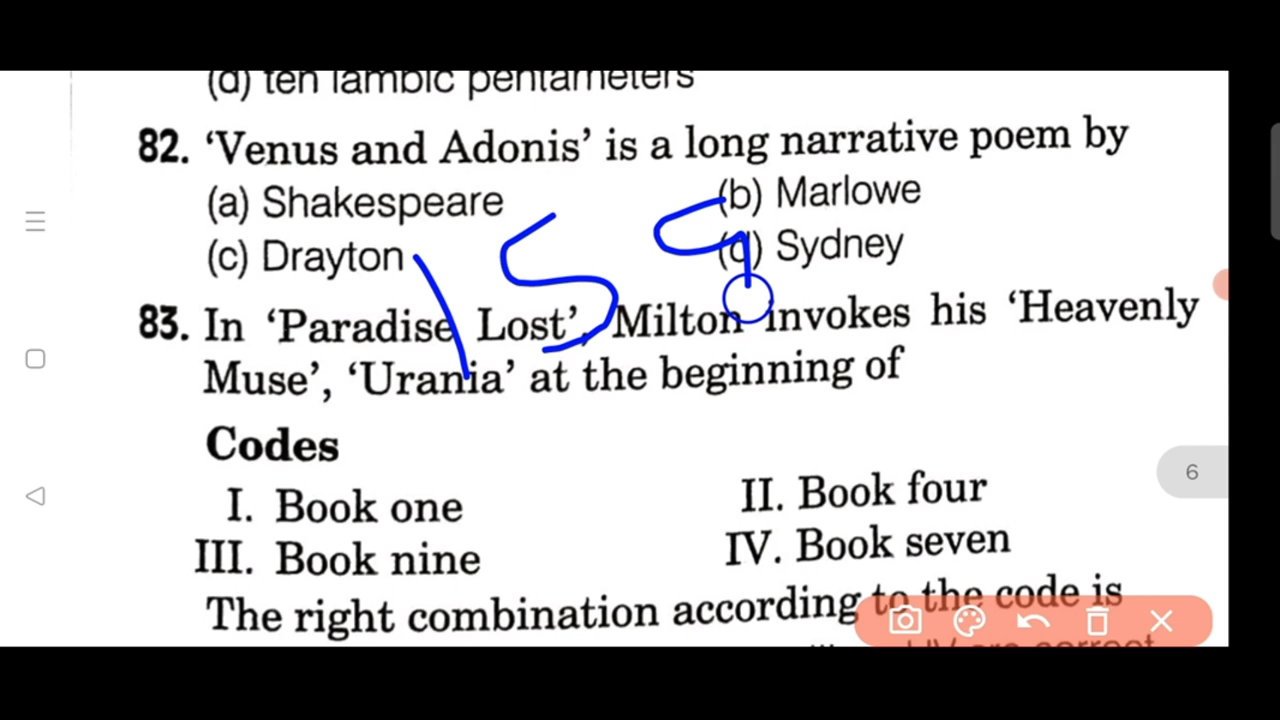 (d) ten iambic pentameters
82. ‘Venus and Adonis’ is a long narrative poem by
(a) Shakespeare (b) Marlowe
(c) Drayton (d) Sydney
159
83. In ‘Paradise Lost’, Milton invokes his ‘Heavenly
Muse’, ‘Urania’ at the beginning of
Codes
I. Book one II. Book four
III. Book nine IV. Book seven
The right combination according to the code is
6